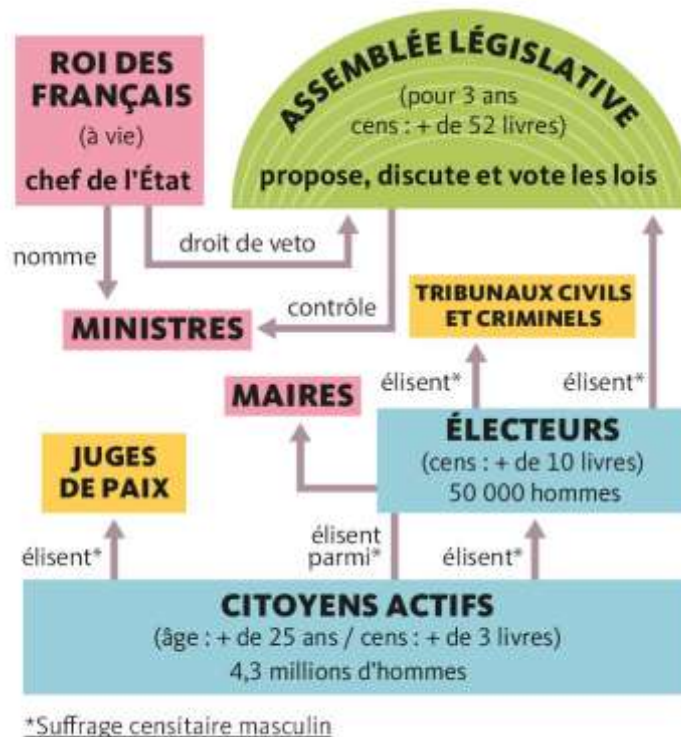 ROI DES
FRANÇAIS
(à vie)
chef de l'État
ASSEMBLÉE LÉGISLATIVE
(pour 3 ans
cens : + de 52 livres)
propose, discute et vote les lois
nomme
droit de veto
contrôle
MINISTRES
TRIBUNAUX CIVILS
ET CRIMINELS
élisent*
élisent*
MAIRES
ÉLECTEURS
(cens : + de 10 livres)
50 000 hommes
JUGES
DE PAIX
élisent*
élisent
parmi*
élisent*
CITOYENS ACTIFS
(âge : + de 25 ans / cens : + de 3 livres)
4,3 millions d'hommes
*Suffrage censitaire masculin